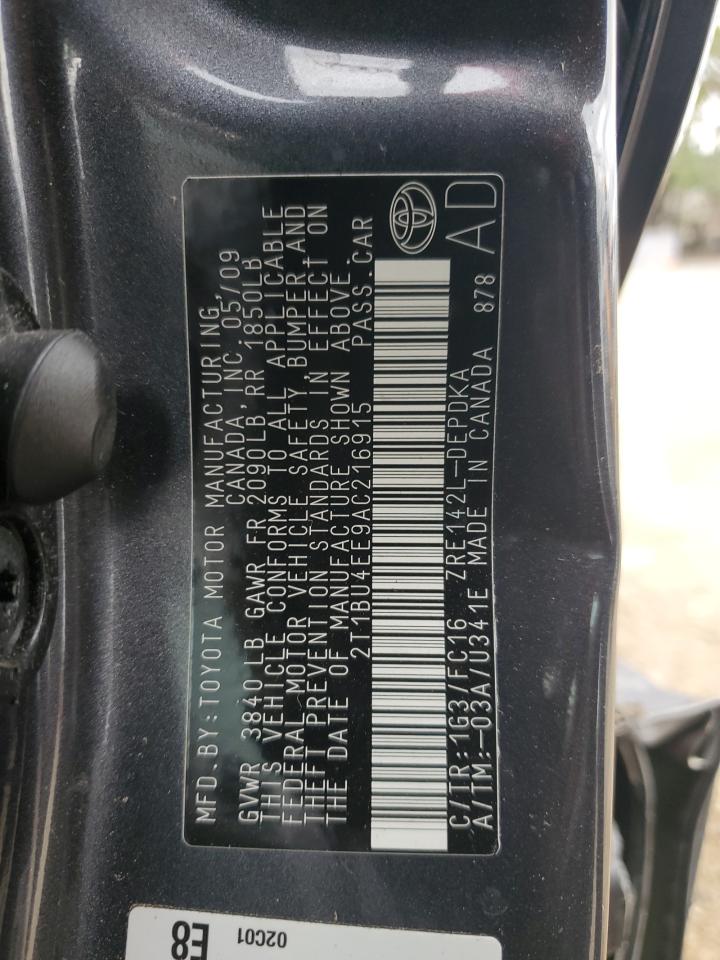 MFD.BY:TOYOTA MOTOR MANUFACTURING,
CANADA, INC. 05/09
GVWR 3840LB GAWR FR 2090LB, RR 1850LB
THIS VEHICLE CONFORMS TO ALL APPLICABLE
FEDERAL MOTOR VEHICLE SAFETY, BUMPER, AND
THEFT PREVENTION STANDARDS IN EFFECT ON
THE DATE OF MANUFACTURE SHOWN ABOVE.
2T1BU4EE9AC216915 PASS. CAR
C/TR:1G3/FC16 ZRE142L-DEPDKA AD
A/TM:-03A/U341E MADE IN CANADA 878
E8
02C01